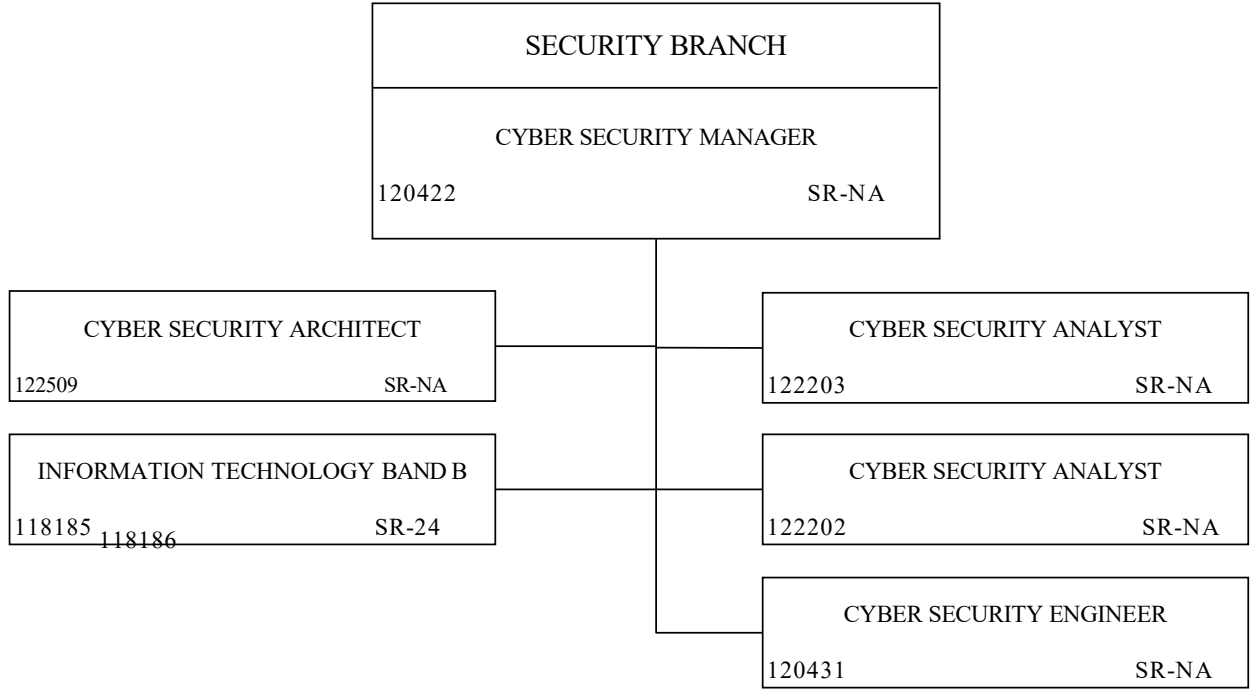 SECURITY BRANCH
CYBER SECURITY MANAGER
120422 SR-NA
CYBER SECURITY ARCHITECT
122509 SR-NA
CYBER SECURITY ANALYST
122203 SR-NA
INFORMATION TECHNOLOGY BAND B
118185 118186 SR-24
CYBER SECURITY ANALYST
122202 SR-NA
CYBER SECURITY ENGINEER
120431 SR-NA